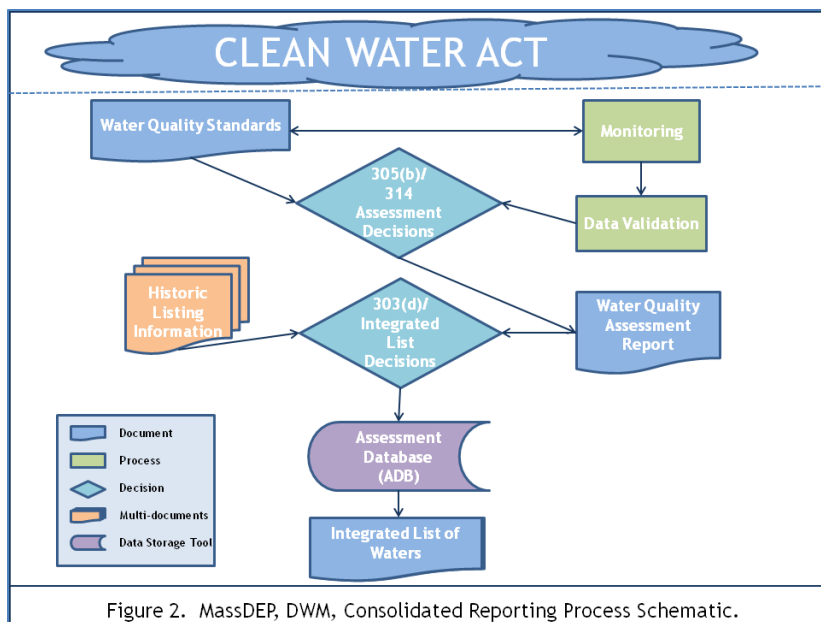 CLEAN WATER ACT
Water Quality Standards
Monitoring
305(b)/
314
Assessment
Decisions
Data Validation
Historic
Listing
Information
303(d)/
Integrated
List
Decisions
Water Quality
Assessment
Report
Document
Process
Decision
Multi-documents
Data Storage Tool
Assessment
Database
(ADB)
Integrated List of
Waters
Figure 2. MassDEP, DWM, Consolidated Reporting Process Schematic.